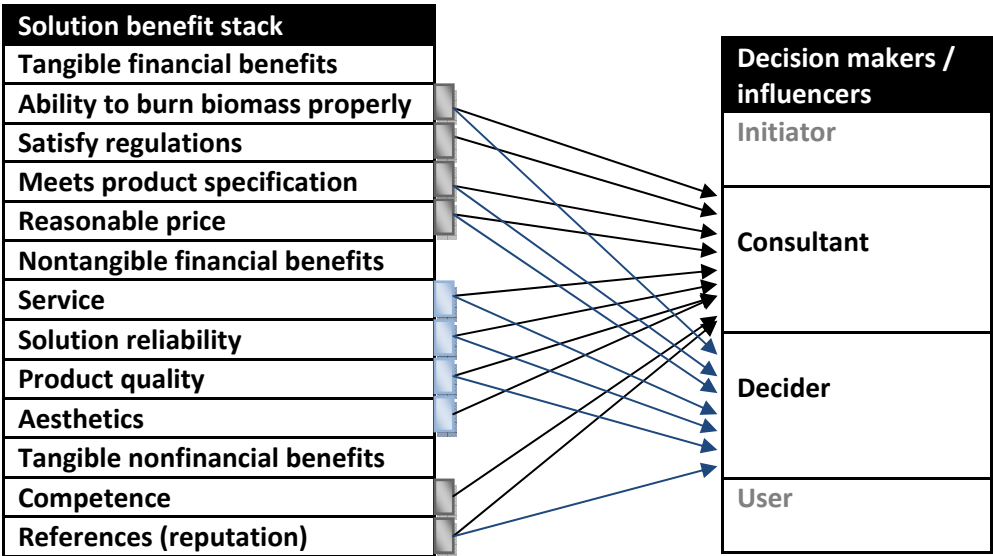 Solution benefit stack
Tangible financial benefits
Ability to burn biomass properly
Satisfy regulations
Meets product specification
Reasonable price
Nontangible financial benefits
Service
Solution reliability
Product quality
Aesthetics
Tangible nonfinancial benefits
Competence
References (reputation)
Decision makers /
influencers
Initiator
Consultant
Decider
User